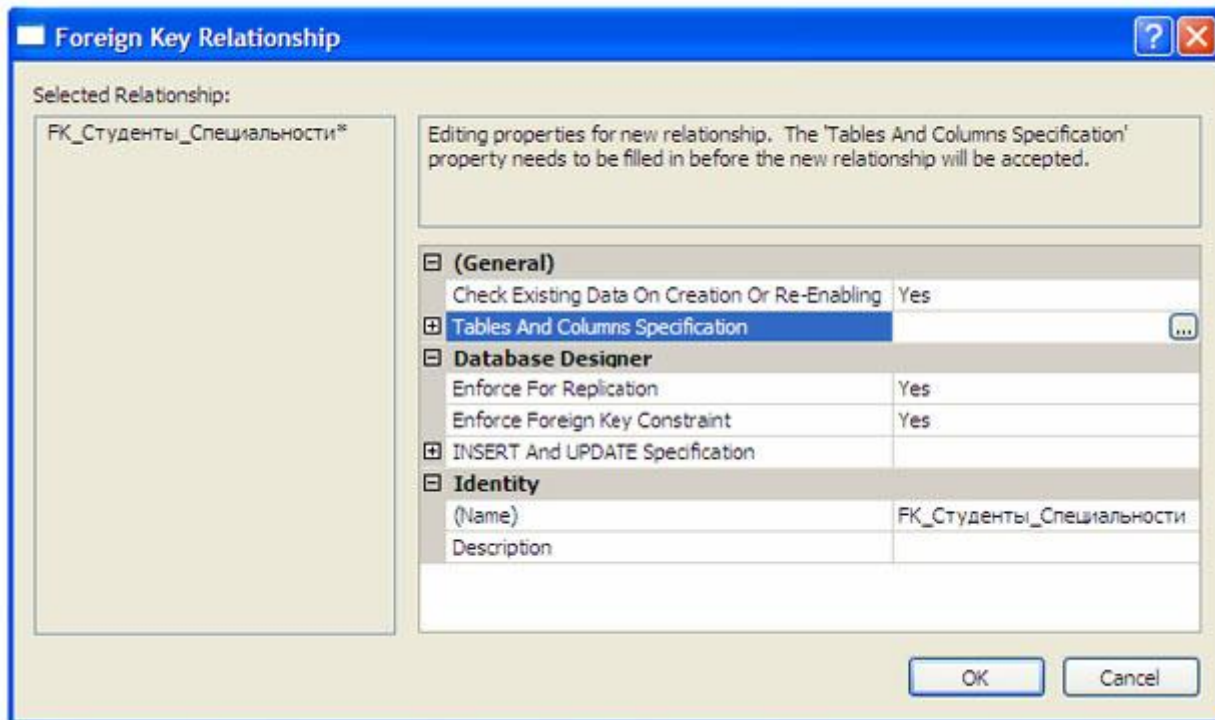 Foreign Key Relationship
Selected Relationship:
FK_Студенты_Специальности*
Editing properties for new relationship. The 'Tables And Columns Specification'
property needs to be filled in before the new relationship will be accepted.
(General)
Check Existing Data On Creation Or Re-Enabling Yes
Tables And Columns Specification ...
Database Designer
Enforce For Replication Yes
Enforce Foreign Key Constraint Yes
INSERT And UPDATE Specification
Identity
(Name) FK_Студенты_Специальности
Description
OK Cancel